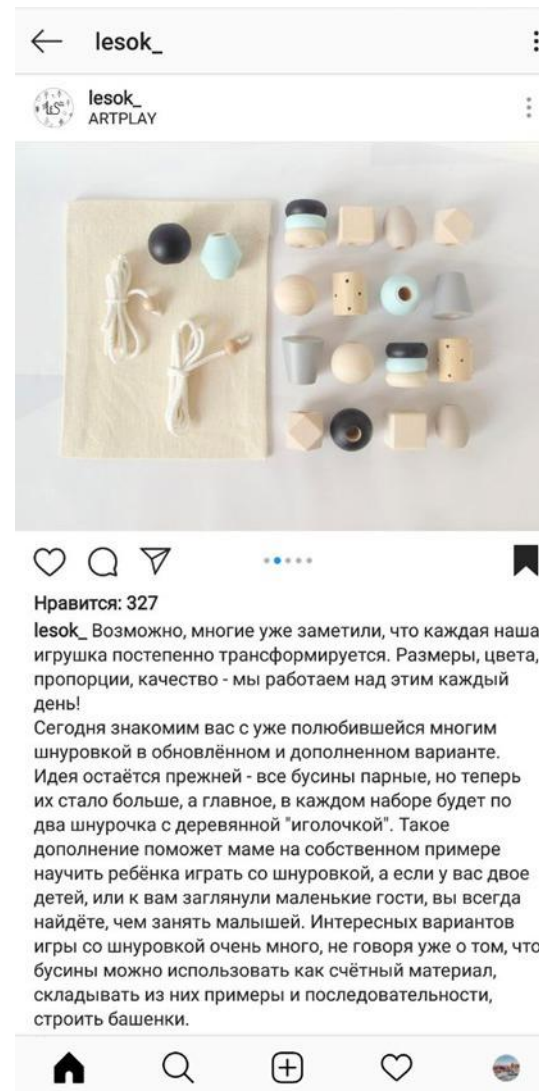 lesok_
lesok_
ARTPLAY
Нравится: 327
lesok_ Возможно, многие уже заметили, что каждая наша
игрушка постепенно трансформируется. Размеры, цвета,
пропорции, качество - мы работаем над этим каждый
день!
Сегодня знакомим вас с уже полюбившейся многим
шнуровкой в обновлённом и дополненном варианте.
Идея остаётся прежней - все бусины парные, но теперь
их стало больше, а главное, в каждом наборе будет по
два шнурочка с деревянной "иголочкой". Такое
дополнение поможет маме на собственном примере
научить ребёнка играть со шнуровкой, а если у вас двое
детей, или к вам заглянули маленькие гости, вы всегда
найдёте, чем занять малышей. Интересных вариантов
игры со шнуровкой очень много, не говоря уже о том, что
бусины можно использовать как счётный материал,
складывать из них примеры и последовательности,
строить башенки.